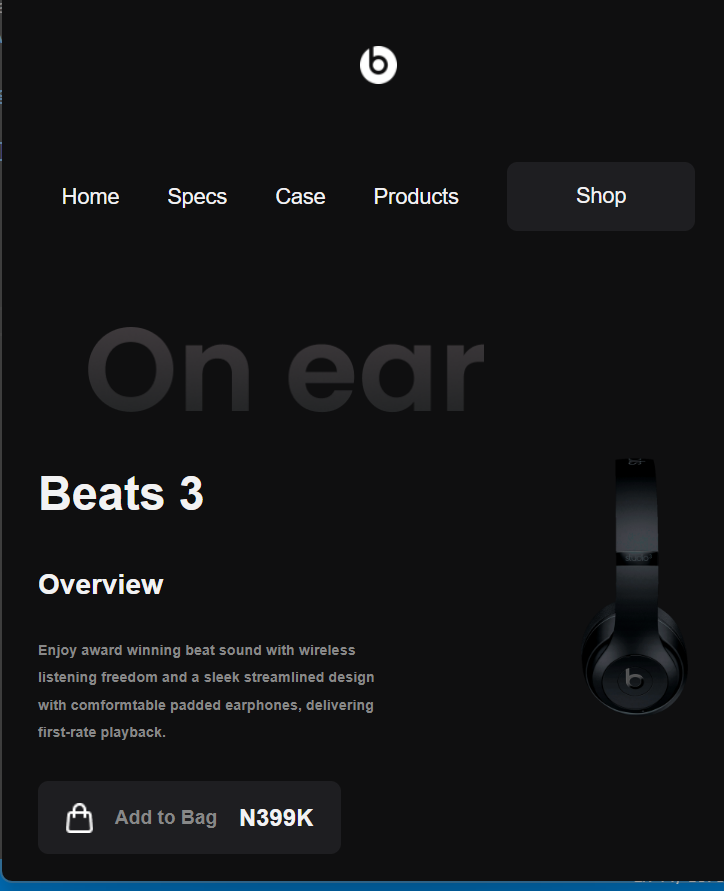 b
Home Specs Case Products Shop
On ear
Beats 3
Overview
Enjoy award winning beat sound with wireless
listening freedom and a sleek streamlined design
with comformtable padded earphones, delivering
first-rate playback.
Add to Bag N399K
b